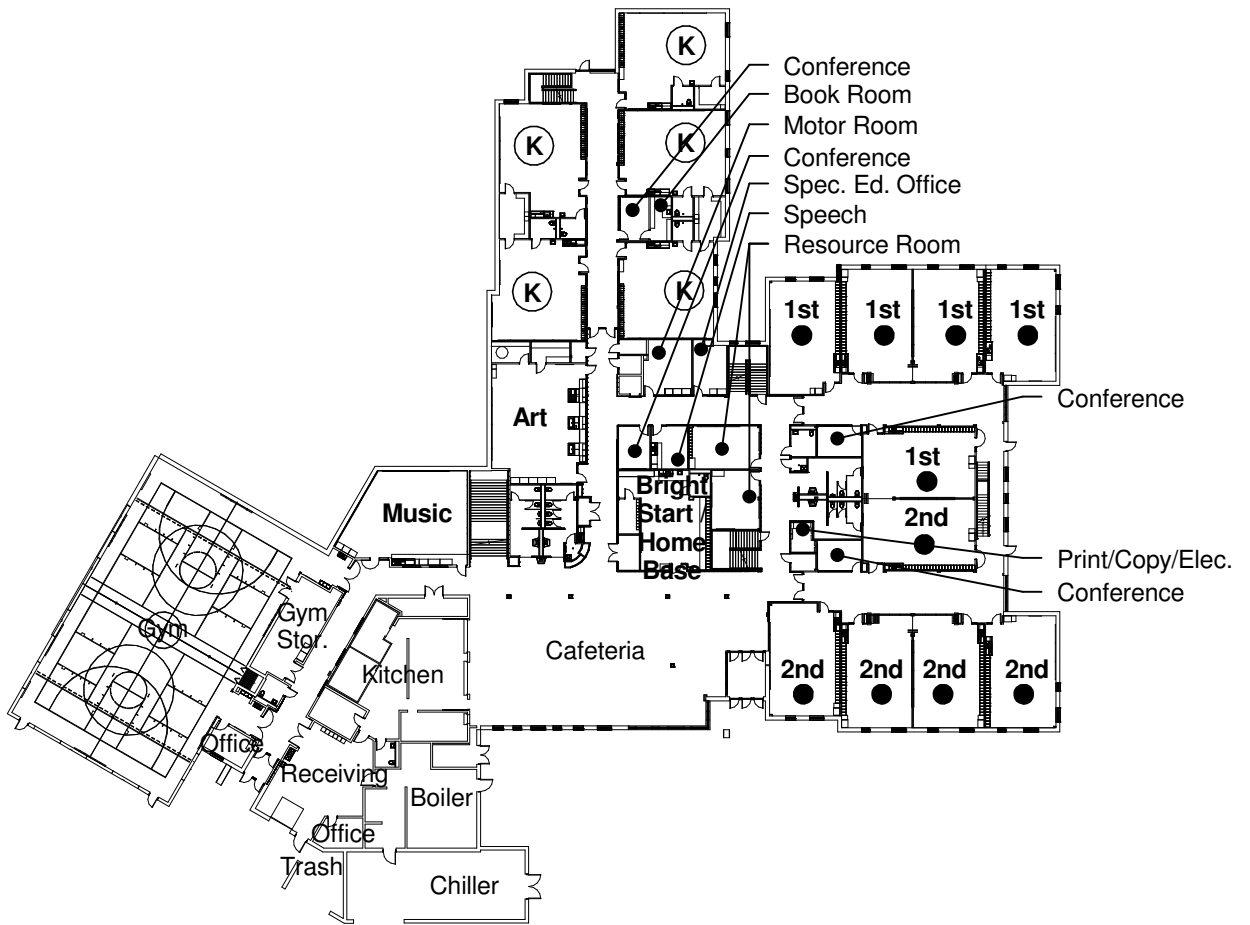 K
Conference
Book Room
Motor Room
K
K
Conference
Spec. Ed. Office
Speech
Resource Room
K
K
1st
1st
1st
1st
Conference
Art
1st
Bright
Start
Home
Base
Music
2nd
Print/Copy/Elec.
Conference
Gym
Gym
Stor.
Kitchen
Cafeteria
2nd
2nd
2nd
2nd
Office
Receiving
Boiler
Office
Trash
Chiller